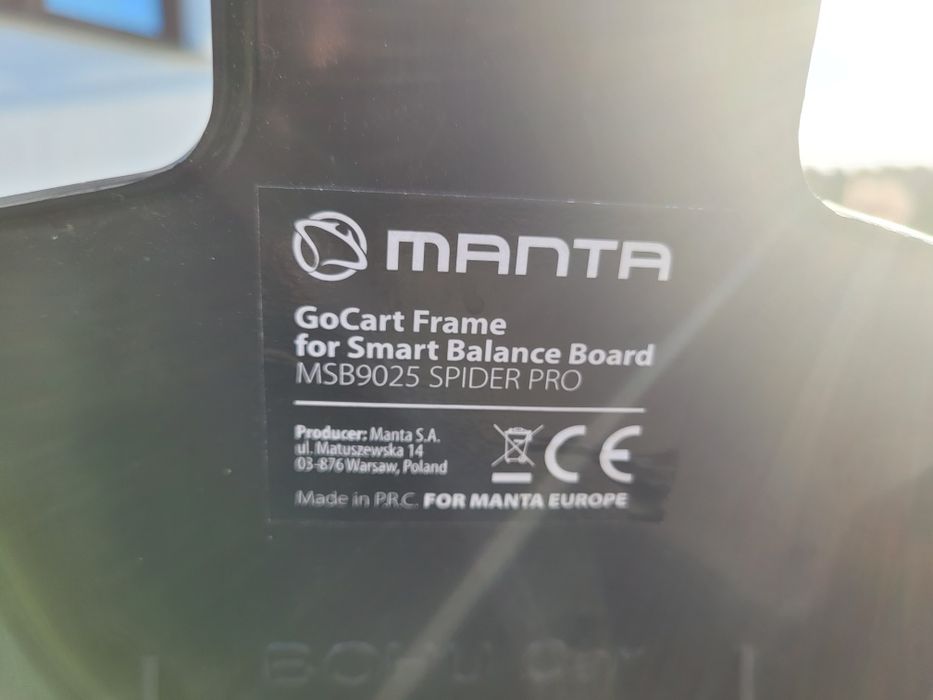 MANTA
GoCart Frame
for Smart Balance Board
MSB9025 SPIDER PRO
Producer: Manta S.A.
ul. Matuszewska 14
03-876 Warsaw, Poland
CE
Made in P.R.C. FOR MANTA EUROPE